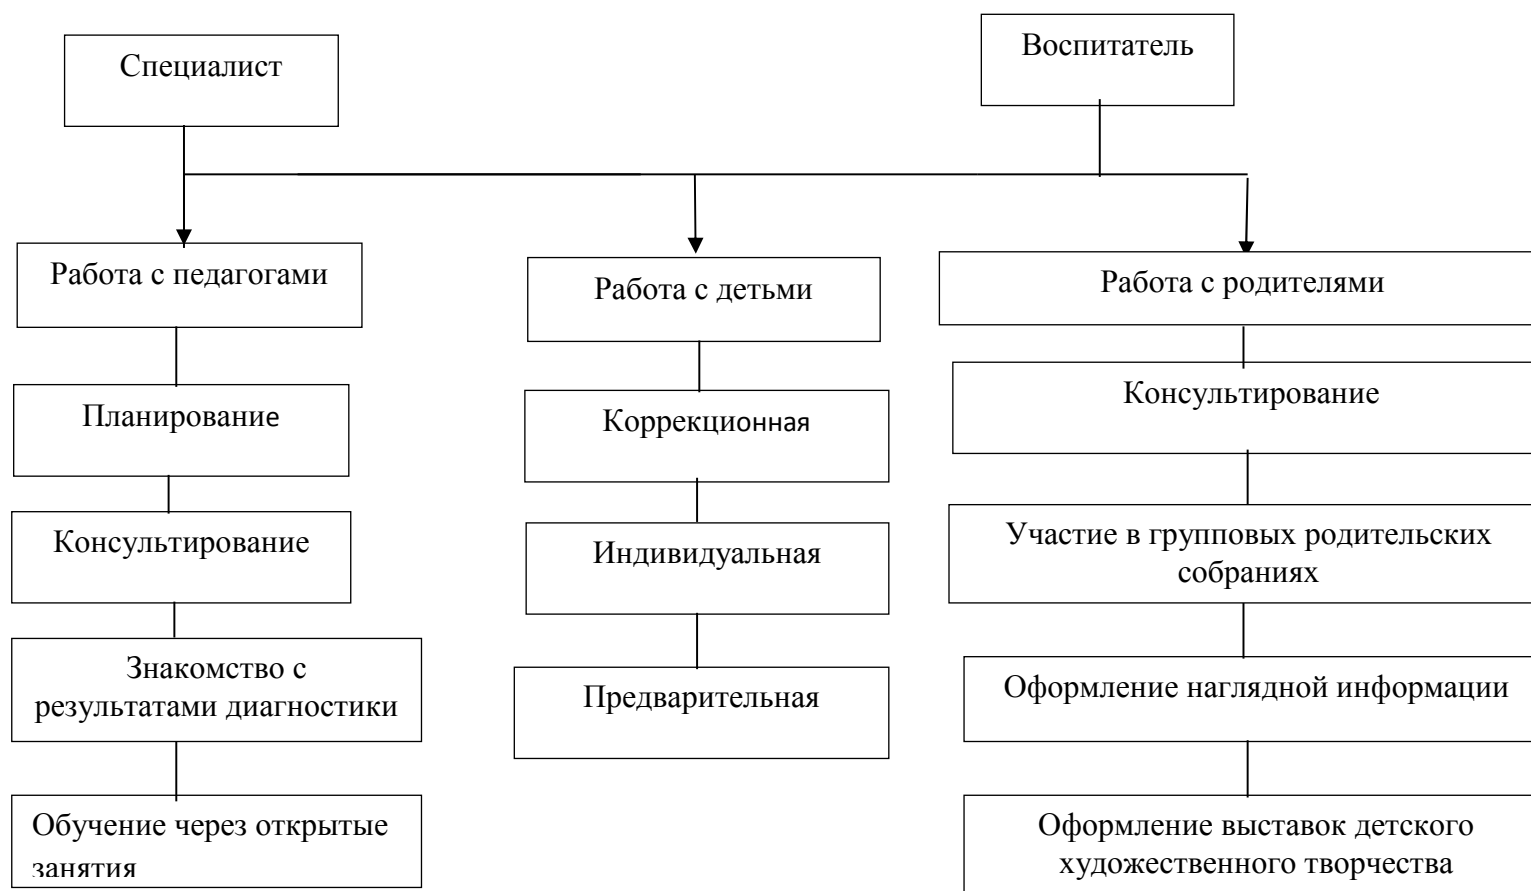 Специалист
Воспитатель
Работа с педагогами
Работа с детьми
Работа с родителями
Планирование
Коррекционная
Консультирование
Консультирование
Индивидуальная
Участие в групповых родительских
собраниях
Знакомство с
результатами диагностики
Предварительная
Оформление наглядной информации
Обучение через открытые
занятия
Оформление выставок детского
художественного творчества